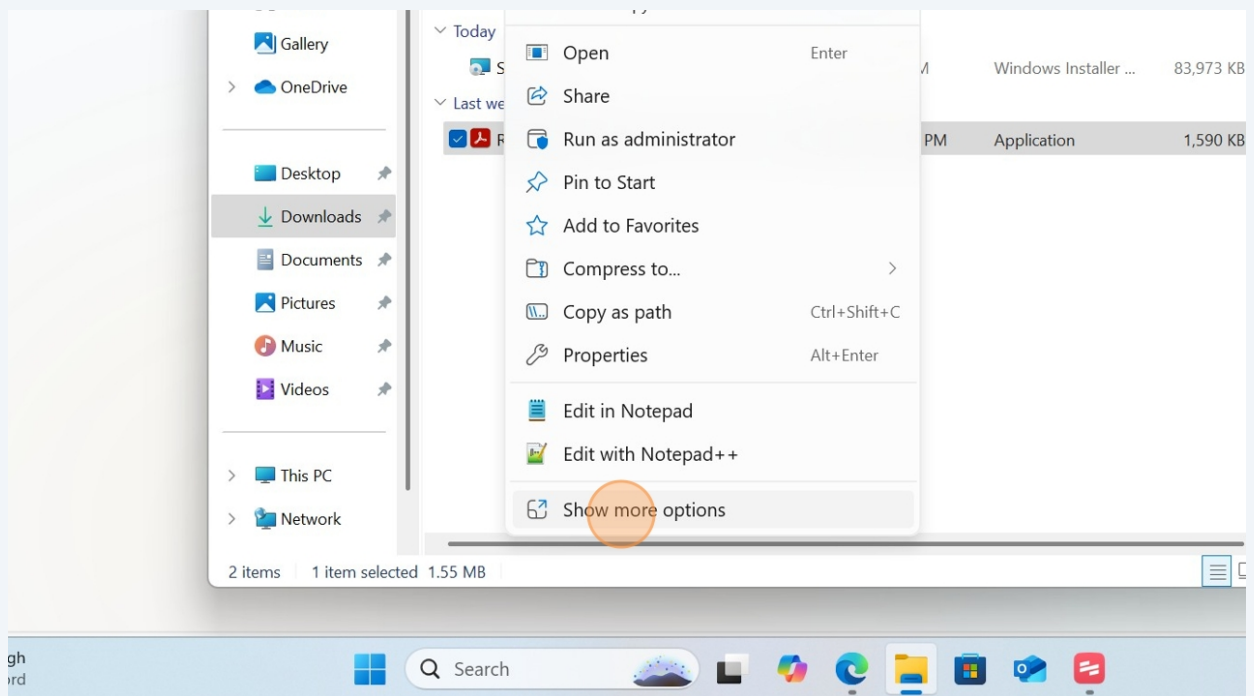 Gallery
OneDrive
Desktop
Downloads
Documents
Pictures
Music
Videos
This PC
Network
Today
S
M
Windows Installer ...
83,973 KB
Last we
R
PM
Application
1,590 KB
Open Enter
Share
Run as administrator
Pin to Start
Add to Favorites
Compress to...
Copy as path Ctrl+Shift+C
Properties Alt+Enter
Edit in Notepad
Edit with Notepad++
Show more options
2 items 1 item selected 1.55 MB
gh
ord
Search